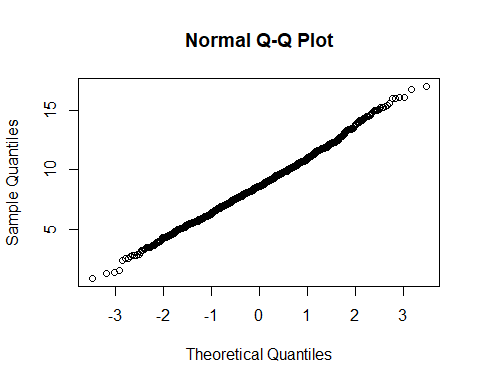 Normal Q-Q Plot
Sample Quantiles
15
10
5
-3 -2 -1 0 1 2 3
Theoretical Quantiles